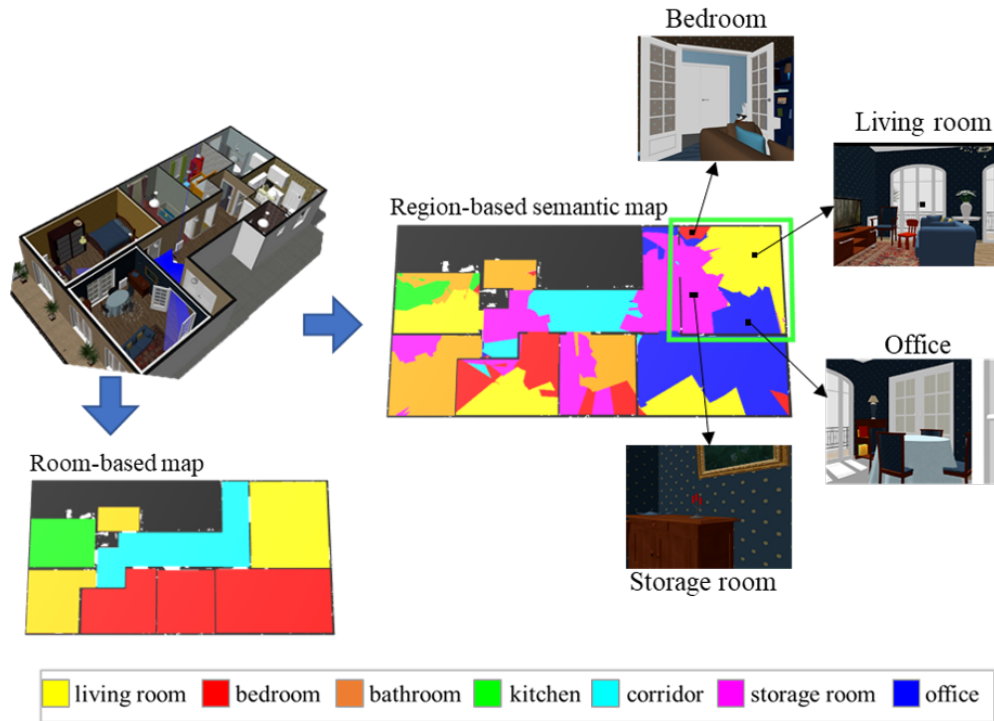 Bedroom
Living room
Region-based semantic map
Office
Room-based map
Storage room
living room
bedroom
bathroom
kitchen
corridor
storage room
office